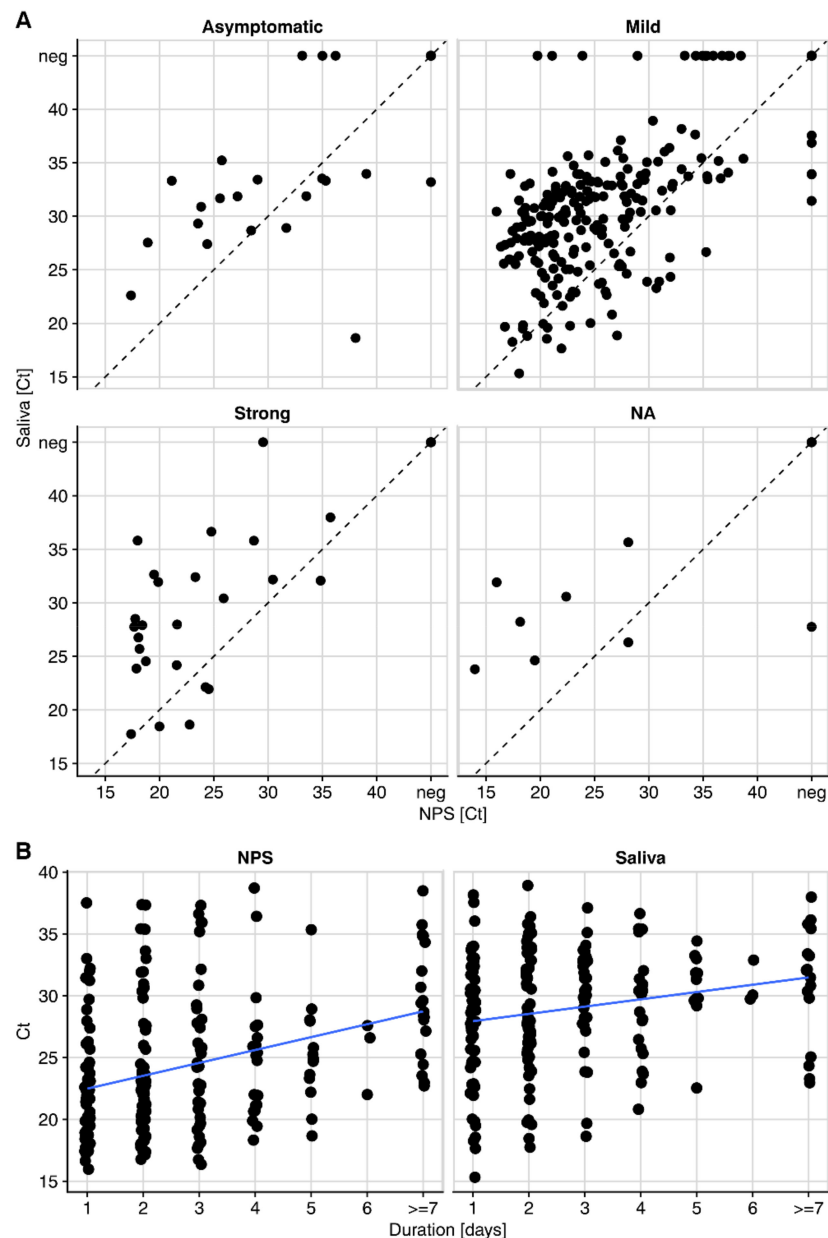 A
Asymptomatic Mild
neg
40
35
30
25
20
15
Strong NA
neg
40
35
30
25
20
15
Saliva [Ct]
15 20 25 30 35 40 neg 15 20 25 30 35 40 neg
NPS [Ct]
B
NPS Saliva
40
35
30
25
20
15
Ct
1 2 3 4 5 6 >=7 1 2 3 4 5 6 >=7
Duration [days]